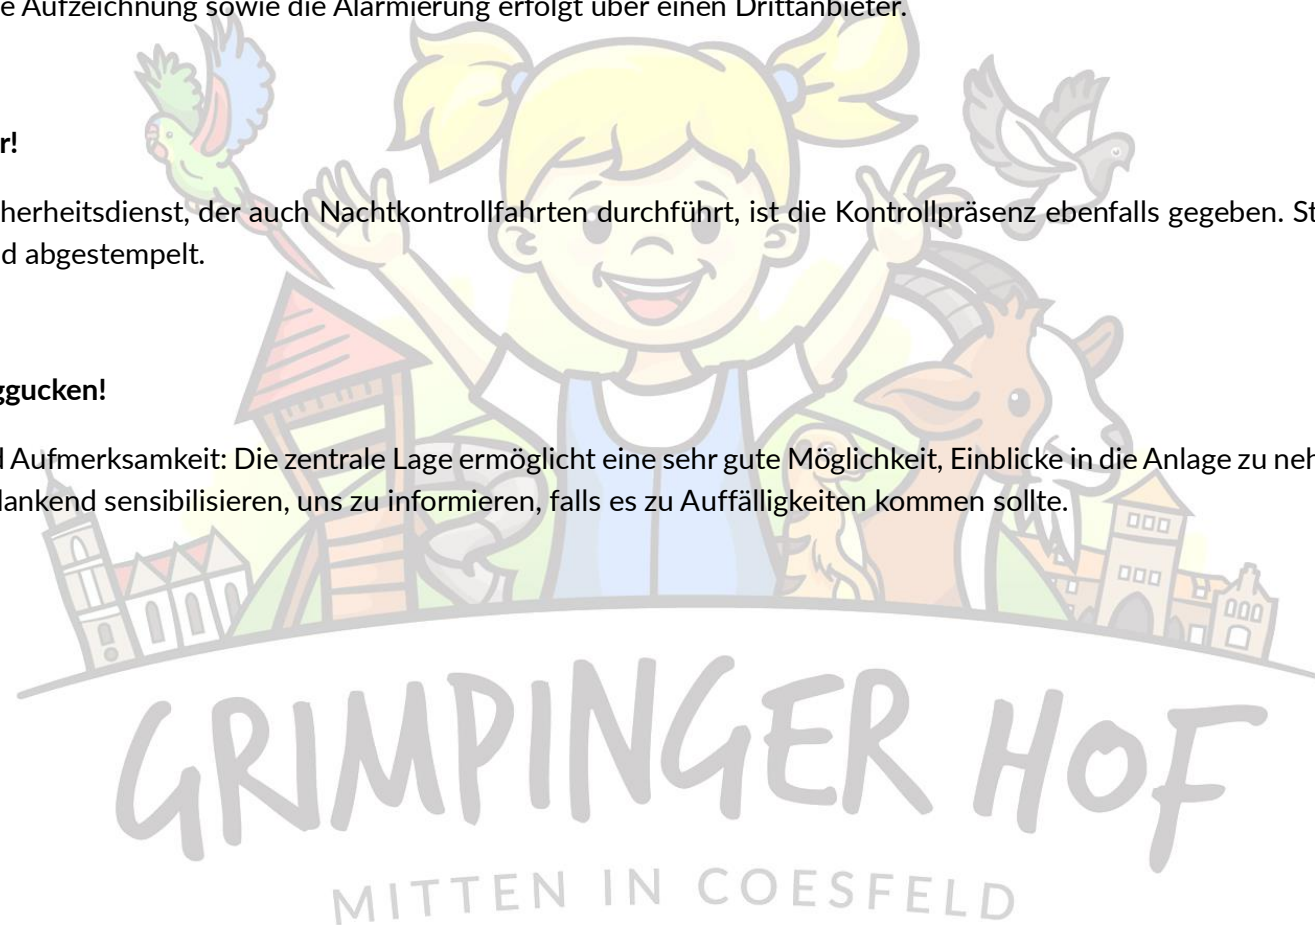 e Aufzeichnung sowie die Alarmierung erfolgt über einen Drittanbieter.
r!
herheitsdienst, der auch Nachtkontrollfahrten durchführt, ist die Kontrollpräsenz ebenfalls gegeben. St
d abgestempelt.
ggucken!
d Aufmerksamkeit: Die zentrale Lage ermöglicht eine sehr gute Möglichkeit, Einblicke in die Anlage zu neh
lankend sensibilisieren, uns zu informieren, falls es zu Auffälligkeiten kommen sollte.
GRIMPINGER HOF
MITTEN IN COESFELD